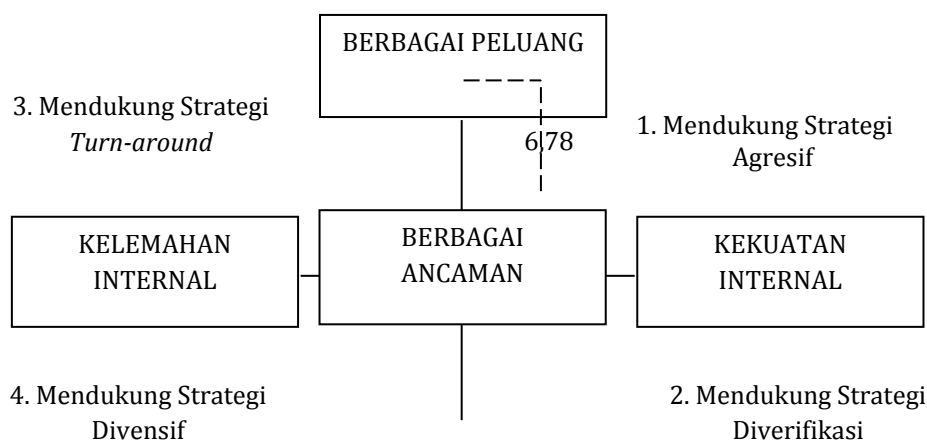 BERBAGAI PELUANG
3. Mendukung Strategi
Turn-around
6,78
1. Mendukung Strategi
Agresif
KELEMAHAN
INTERNAL
BERBAGAI
ANCAMAN
KEKUATAN
INTERNAL
4. Mendukung Strategi
Divensif
2. Mendukung Strategi
Diverifikasi